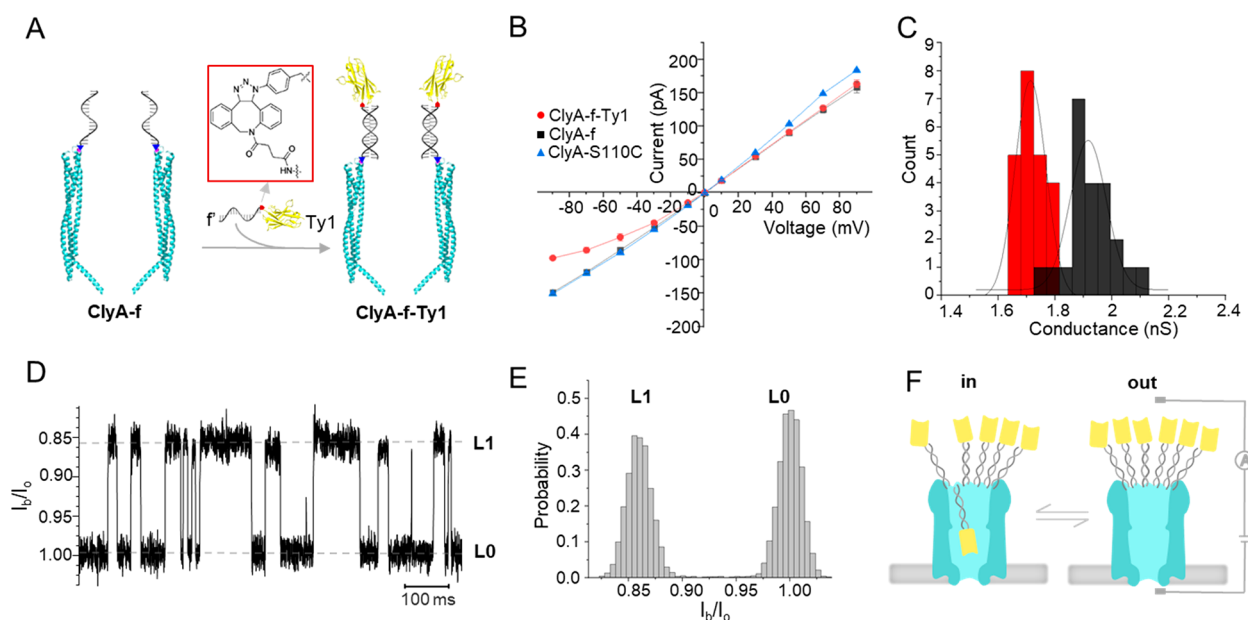 A
N
N
N
N
O
O
HN
f'
Ty1
ClyA-f
ClyA-f-Ty1
B
200
150
100
50
Current (pA)
ClyA-f-Ty1
ClyA-f
ClyA-S110C
-80 -60 -40 -20 0 20 40 60 80
Voltage (mV)
-50
-100
-150
-200
C
9
8
7
6
5
4
3
2
1
0
Count
1.4 1.6 1.8 2.0 2.2 2.4
Conductance (nS)
D
Ib/Io
0.85
0.90
0.95
1.00
L1
L0
100 ms
E
L1 L0
Probability
0.5
0.4
0.3
0.2
0.1
0.0
0.85 0.90 0.95 1.00
Ib/Io
F
in out
A